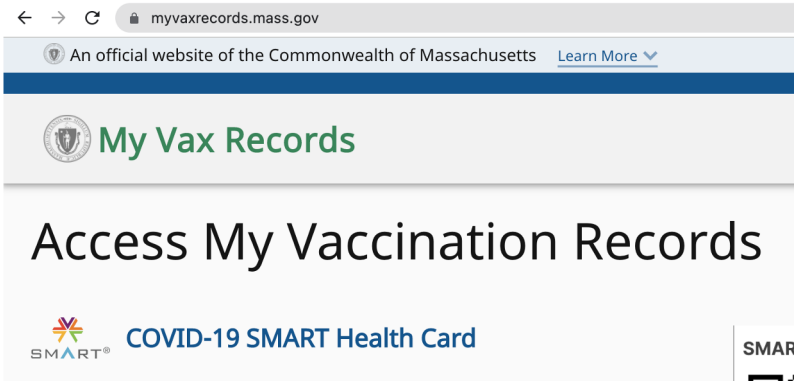 myvaxrecords.mass.gov
An official website of the Commonwealth of Massachusetts Learn More
My Vax Records
Access My Vaccination Records
SMART® COVID-19 SMART Health Card
SMAR